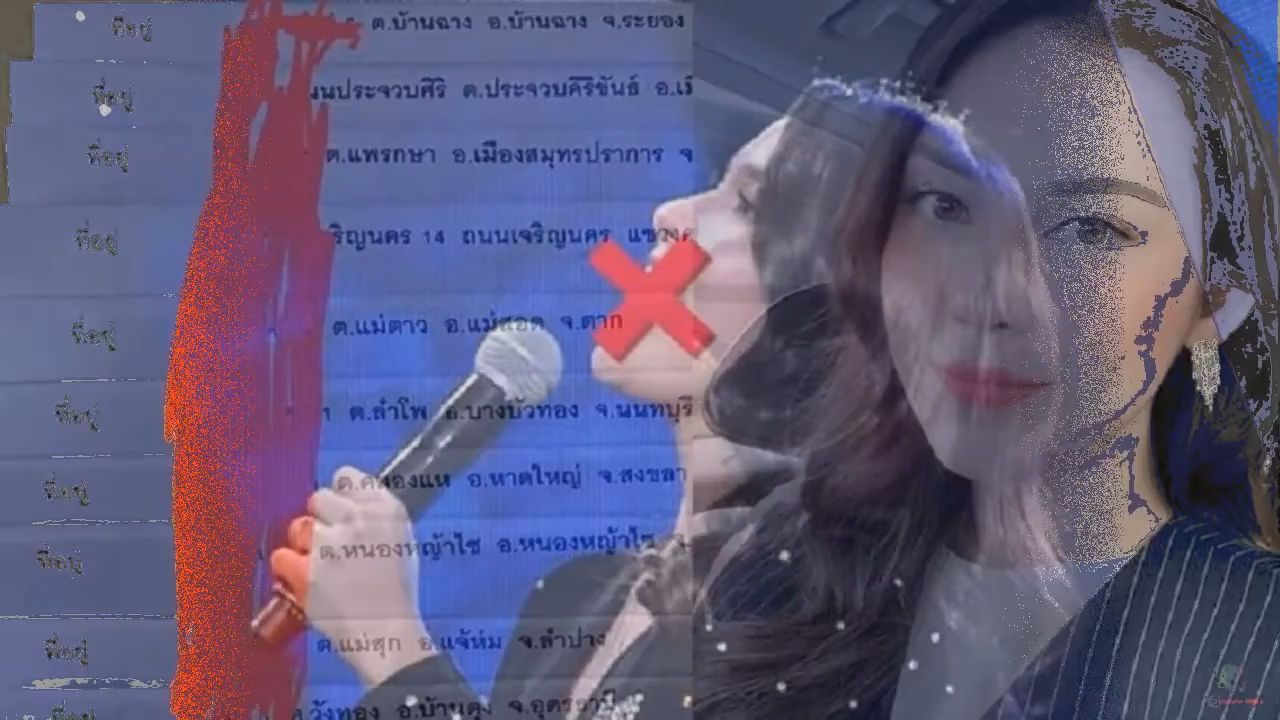 ที่อยู่ ต.บ้านฉาง อ.บ้านฉาง จ.ระยอง
ที่อยู่ ต.ประจวบคีรีขันธ์
ที่อยู่ ต.แพรกษา อ.เมืองสมุทรปราการ จ
ที่อยู่ 14 ถนนเจริญนคร
ที่อยู่ ต.แม่ตาว อ.แม่สอด จ.ตาก
ที่อยู่ ต.ลำโพ อ.บางบัวทอง จ.นนทบุรี
ที่อยู่ ต.คลองแห อ.หาดใหญ่ จ.สงขลา
ที่อยู่ ต.หนองหญ้าไซ อ.หนองหญ้าไซ
ที่อยู่ ต.แม่สุก อ.แจ้ห่ม จ.ลำปาง
ที่อยู่ ต.วังทอง อ.บ้านดุง จ.อุดรธานี